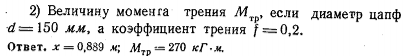 2) Величину момента трения Mтр, если диаметр цапф
d=150 мм, а коэффициент трения f=0,2.
Ответ. x=0,889 м; Mтр=270 кГ·м.